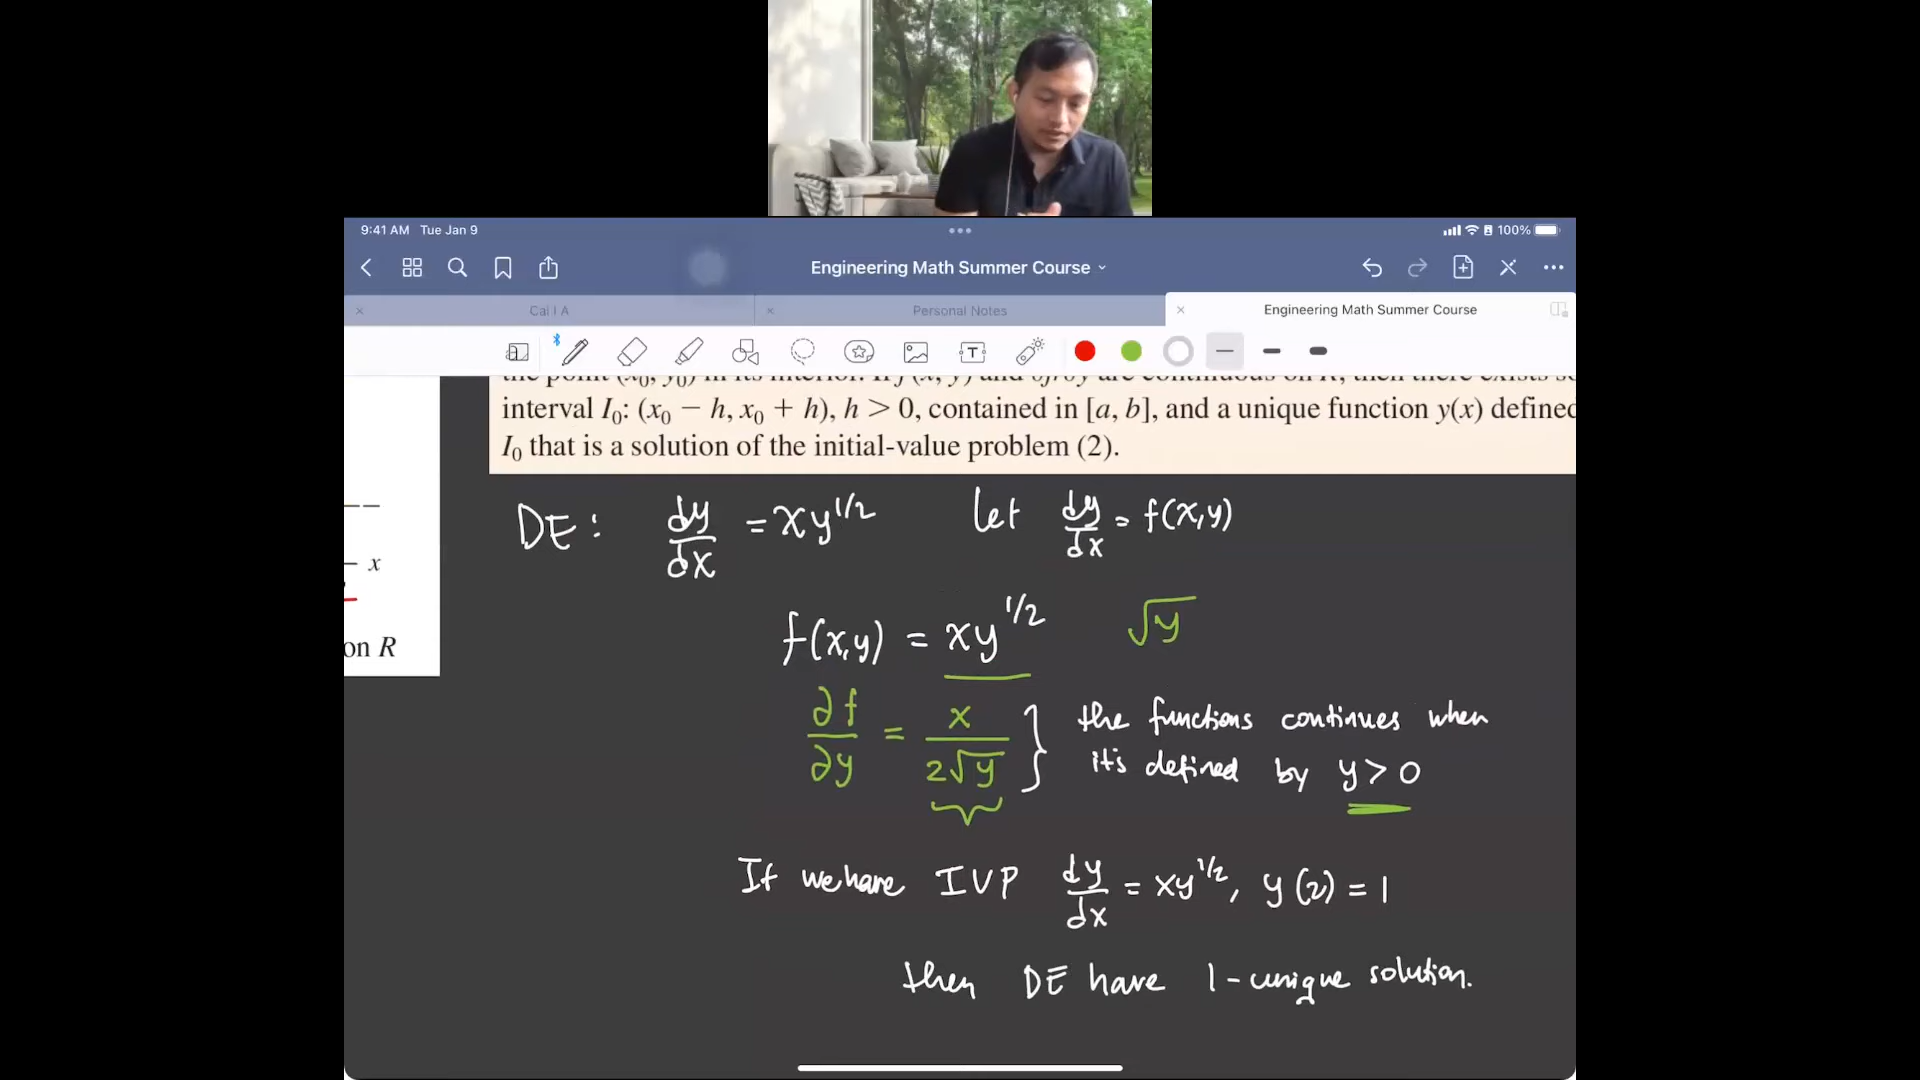 9:41 AM Tue Jan 9
100%
Engineering Math Summer Course
Cal I A
Personal Notes
Engineering Math Summer Course
interval I₀: (x₀ − h, x₀ + h), h > 0, contained in [a, b], and a unique function y(x) defined
I₀ that is a solution of the initial-value problem (2).
x
on R
DE: dy/dx = xy^1/2 Let dy/dx = f(x,y)
f(x,y) = xy^1/2 √y
∂f/∂y = x/2√y } the functions continues when
it's defined by y > 0
If we have IVP dy/dx = xy^1/2, y(2) = 1
then DE have 1-unique solution.